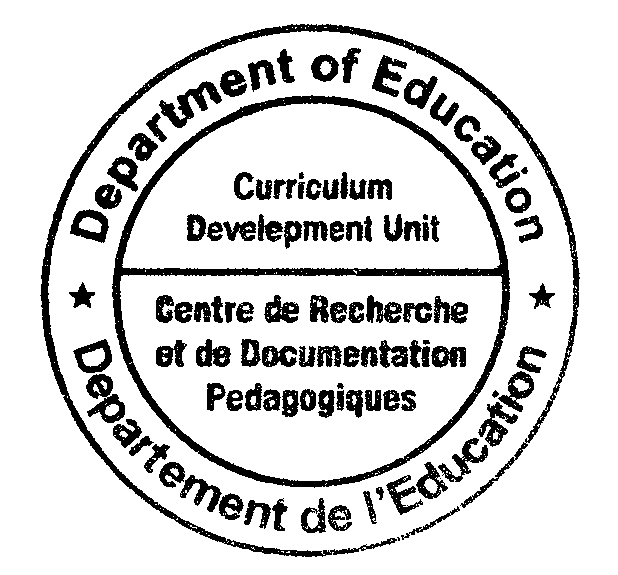 Department of Education
Curriculum
Develepment Unit
Centre de Recherche
et de Documentation
Pedagogiques
Departement de l'Education